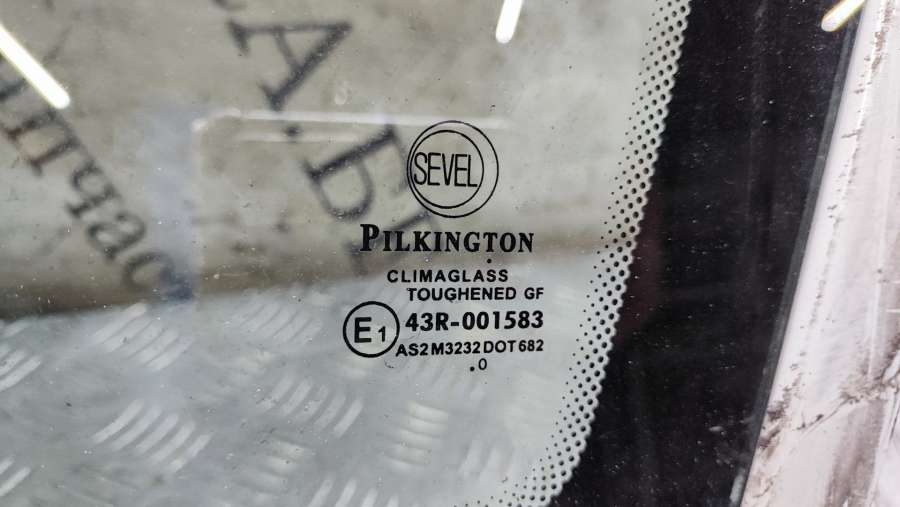 SEVEL
PILKINGTON
CLIMAGLASS
TOUGHENED GF
E1 43R-001583
AS2 M3232 DOT 682
.0